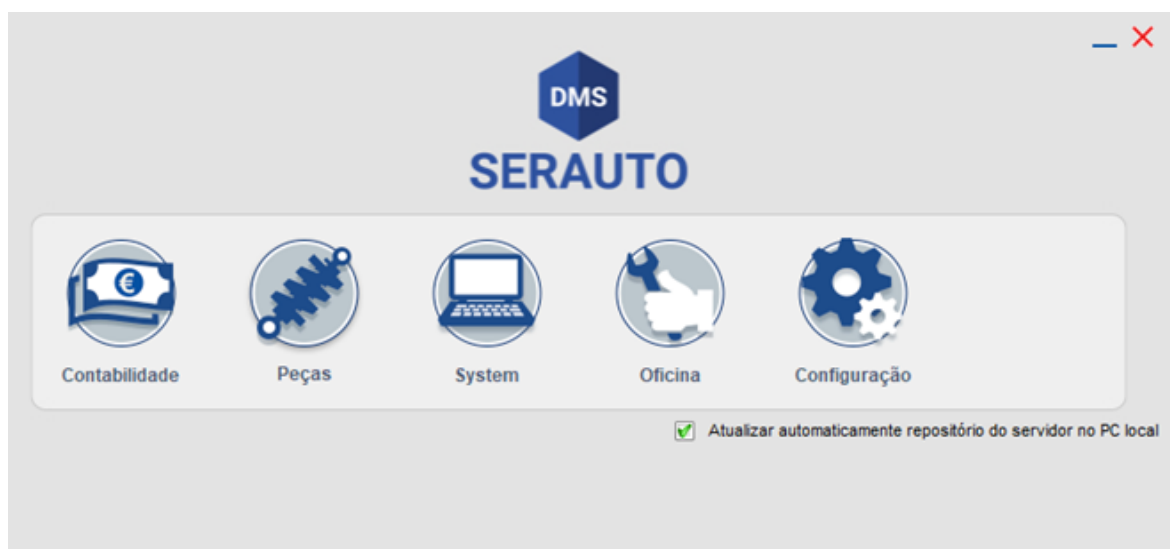 DMS
SERAUTO
€
Contabilidade
Peças
System
Oficina
Configuração
Atualizar automaticamente repositório do servidor no PC local